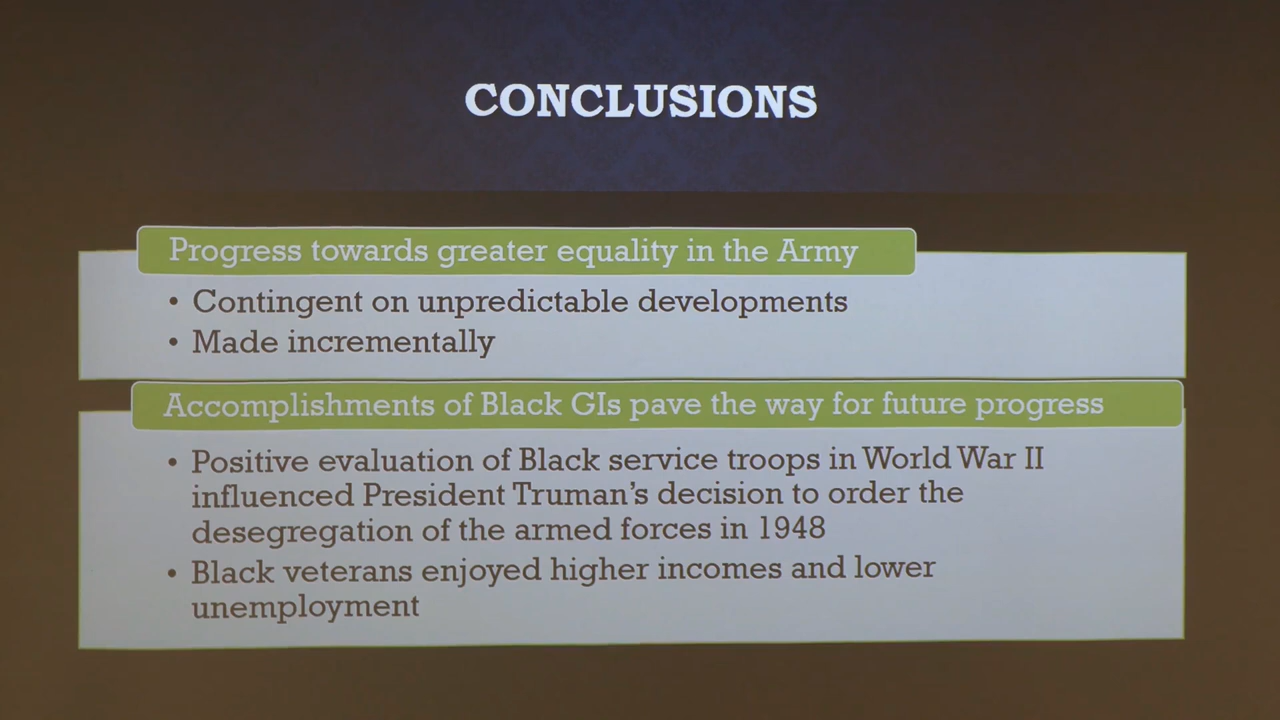 CONCLUSIONS
Progress towards greater equality in the Army
• Contingent on unpredictable developments
• Made incrementally
Accomplishments of Black GIs pave the way for future progress
• Positive evaluation of Black service troops in World War II
influenced President Truman's decision to order the
desegregation of the armed forces in 1948
• Black veterans enjoyed higher incomes and lower
unemployment